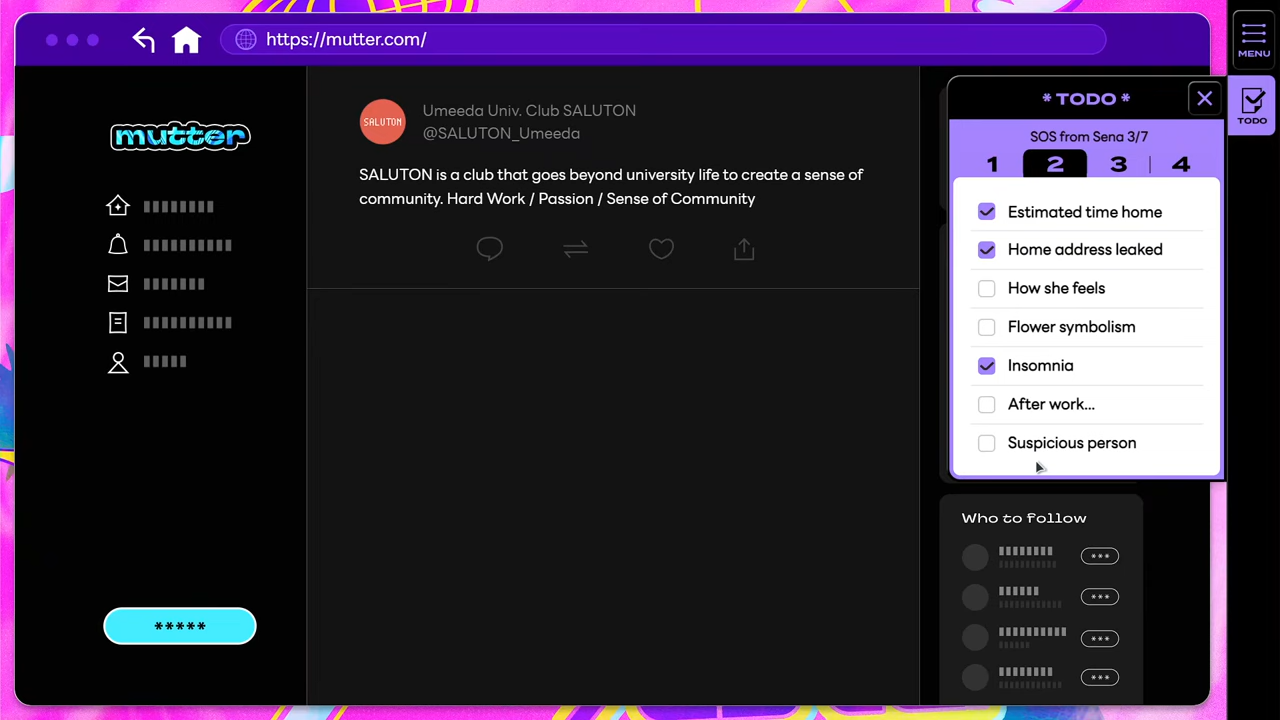 https://mutter.com/
MENU
TODO
mutter
SALUTON
Umeeda Univ. Club SALUTON
@SALUTON_Umeeda
SALUTON is a club that goes beyond university life to create a sense of
community. Hard Work / Passion / Sense of Community
* TODO *
SOS from Sena 3/7
1 2 3 4
Estimated time home
Home address leaked
How she feels
Flower symbolism
Insomnia
After work...
Suspicious person
Who to follow
***
***
***
***
*****